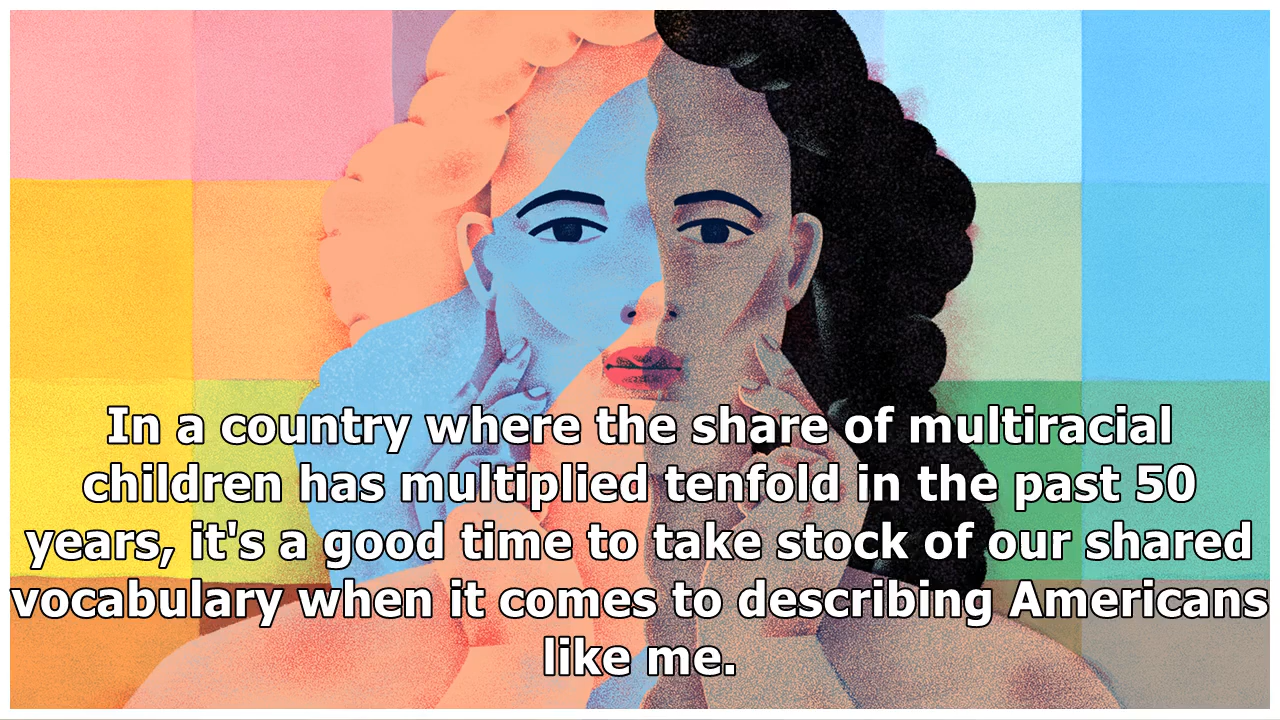 In a country where the share of multiracial
children has multiplied tenfold in the past 50
years, it's a good time to take stock of our shared
vocabulary when it comes to describing Americans
like me.